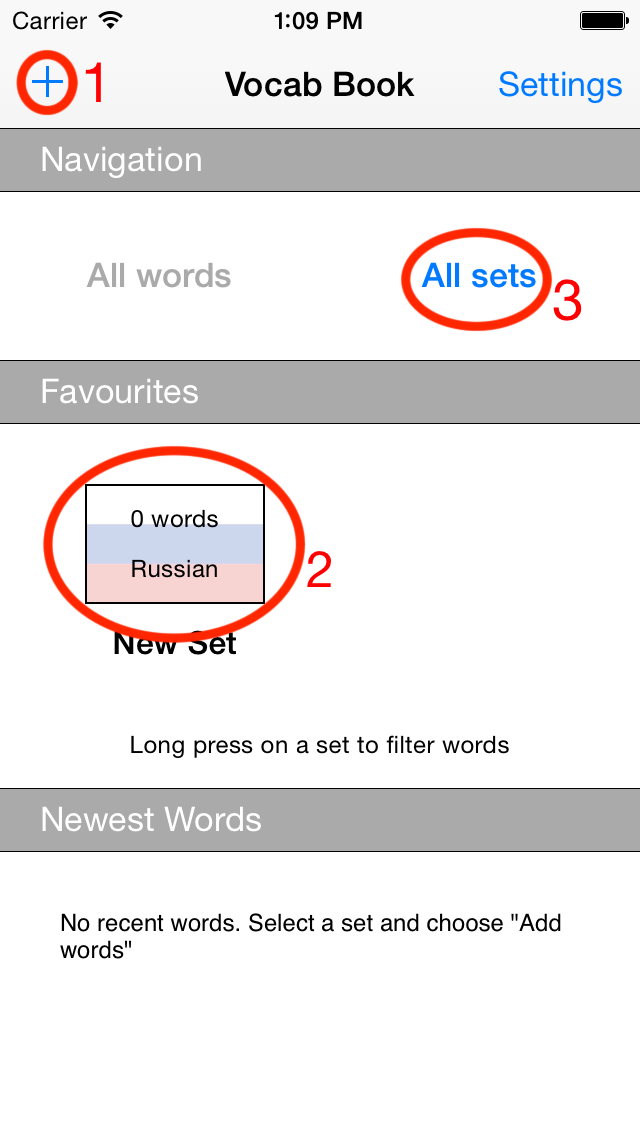 Carrier 1:09 PM
+ 1 Vocab Book Settings
Navigation
All words All sets 3
Favourites
0 words
Russian 2
New Set
Long press on a set to filter words
Newest Words
No recent words. Select a set and choose "Add
words"